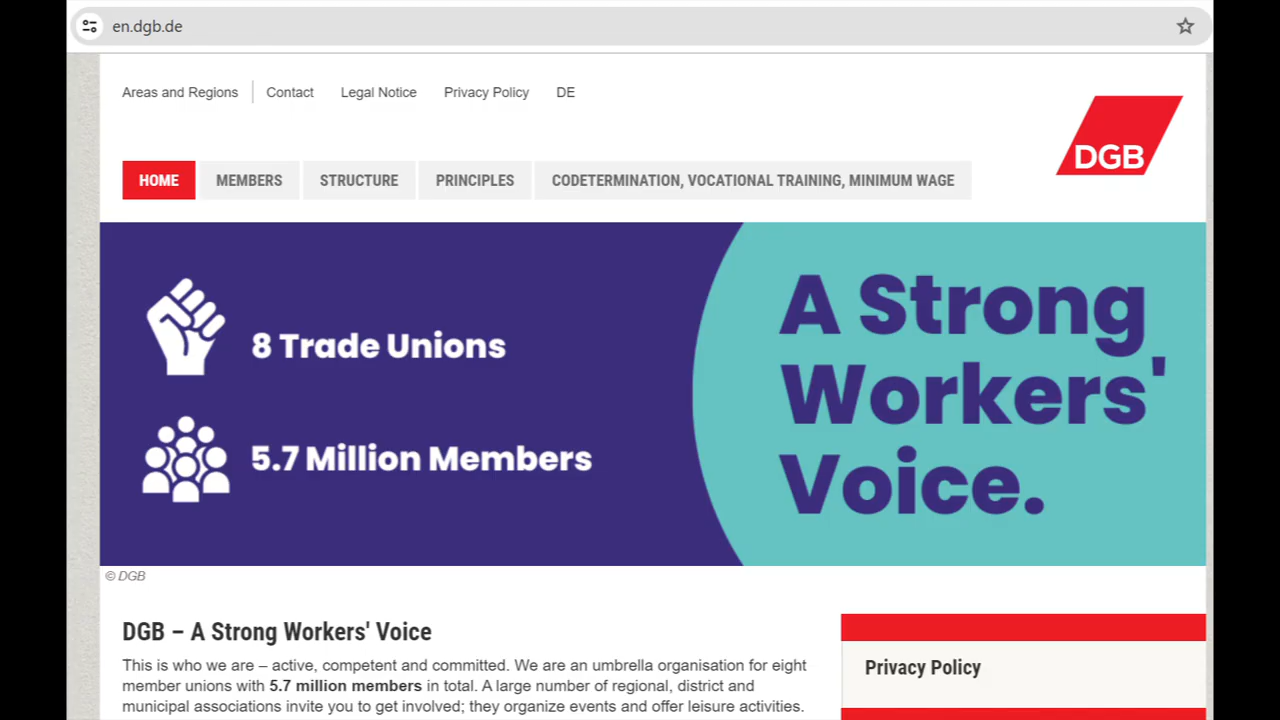 en.dgb.de
Areas and Regions
Contact
Legal Notice
Privacy Policy
DE
DGB
HOME
MEMBERS
STRUCTURE
PRINCIPLES
CODETERMINATION, VOCATIONAL TRAINING, MINIMUM WAGE
8 Trade Unions
5.7 Million Members
A Strong
Workers'
Voice.
© DGB
DGB – A Strong Workers' Voice
This is who we are – active, competent and committed. We are an umbrella organisation for eight
member unions with 5.7 million members in total. A large number of regional, district and
municipal associations invite you to get involved; they organize events and offer leisure activities.
Privacy Policy